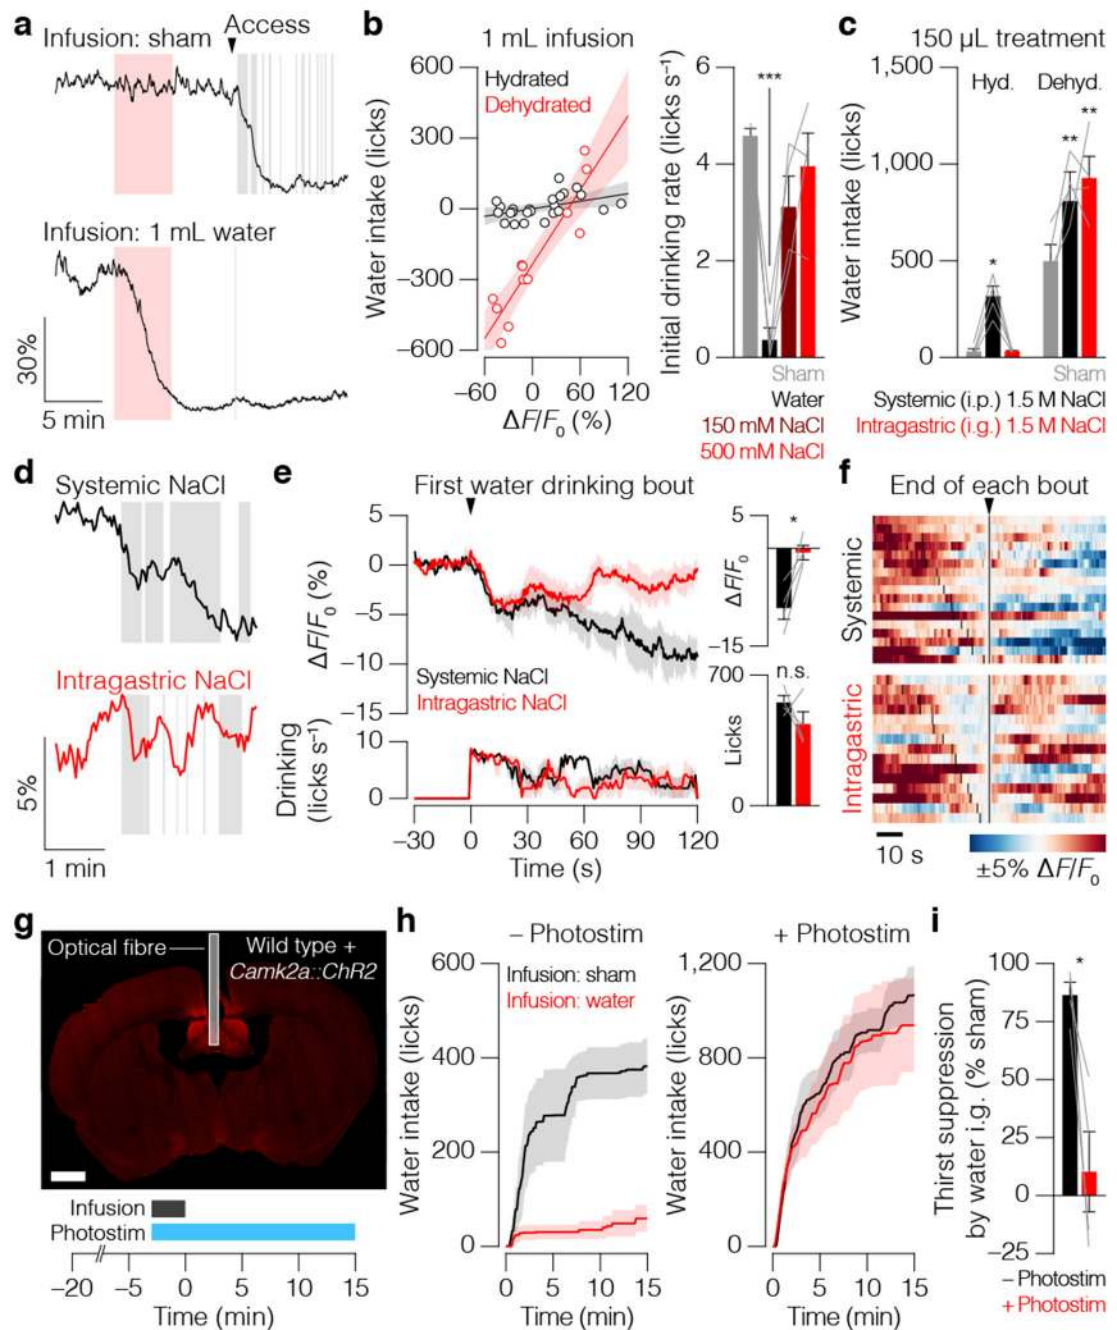 a
Access
Infusion: sham
Infusion: 1 mL water
30%
5 min
b
1 mL infusion
Water intake (licks)
600
300
0
−300
−600
Hydrated
Dehydrated
−60
0
60
120
ΔF/F0 (%)
Initial drinking rate (licks s−1)
6
4
2
0
***
Sham
Water
150 mM NaCl
500 mM NaCl
c
150 µL treatment
Water intake (licks)
1,500
1,000
500
0
Hyd.
Dehyd.
*
**
**
Sham
Systemic (i.p.) 1.5 M NaCl
Intragastric (i.g.) 1.5 M NaCl
d
Systemic NaCl
Intragastric NaCl
5%
1 min
e
First water drinking bout
ΔF/F0 (%)
5
0
−5
−10
−15
Systemic NaCl
Intragastric NaCl
Drinking
(licks s−1)
10
0
−30
0
30
60
90
120
Time (s)
ΔF/F0
5
−15
*
Licks
700
0
n.s.
f
End of each bout
Systemic
Intragastric
10 s
±5% ΔF/F0
g
Optical fibre
Wild type +
Camk2a::ChR2
Infusion
Photostim
−20
−5
0
5
10
15
Time (min)
h
− Photostim
Water intake (licks)
600
400
200
0
Infusion: sham
Infusion: water
0
5
10
15
Time (min)
+ Photostim
Water intake (licks)
1,200
800
400
0
0
5
10
15
Time (min)
i
Thirst suppression
by water i.g. (% sham)
100
75
50
25
0
−25
*
− Photostim
+ Photostim